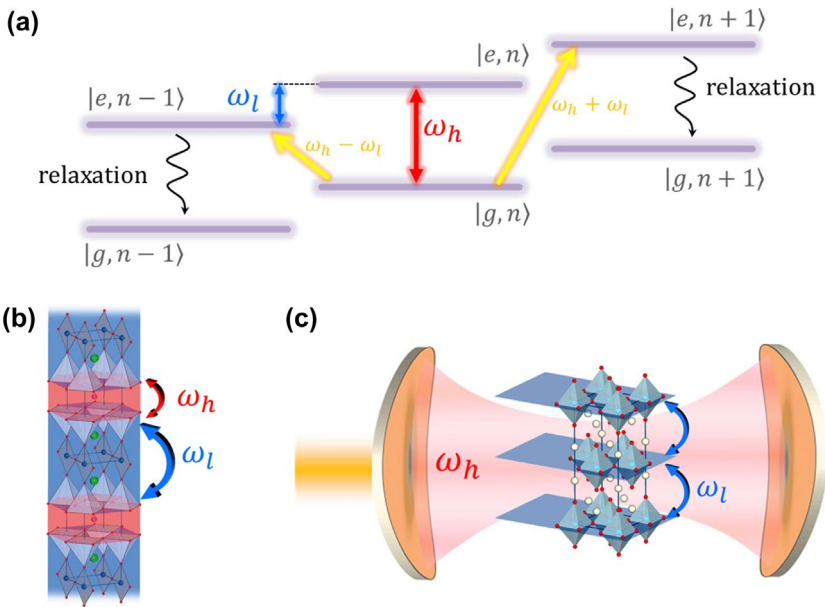 (a)
|e, n⟩
|e, n + 1⟩
|e, n − 1⟩
ω_l
ω_h
ω_h + ω_l
relaxation
ω_h − ω_l
relaxation
|g, n⟩
|g, n + 1⟩
|g, n − 1⟩
(b)
ω_h
ω_l
(c)
ω_h
ω_l